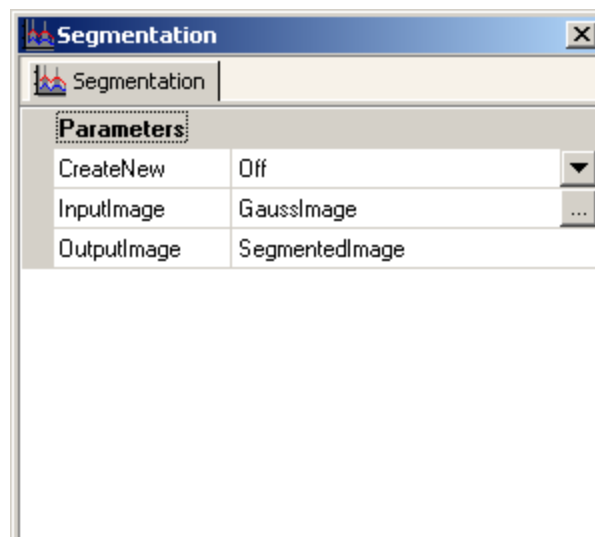 Segmentation
Segmentation
Parameters
CreateNew Off
InputImage GaussImage ...
OutputImage SegmentedImage